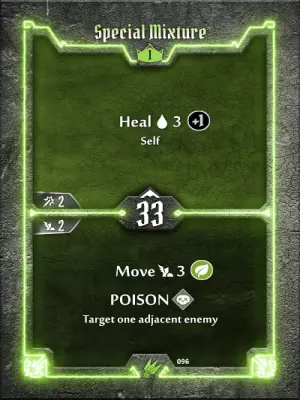 Special Mixture
1
Heal 3 +1
Self
2
33
2
Move 3
POISON
Target one adjacent enemy
096